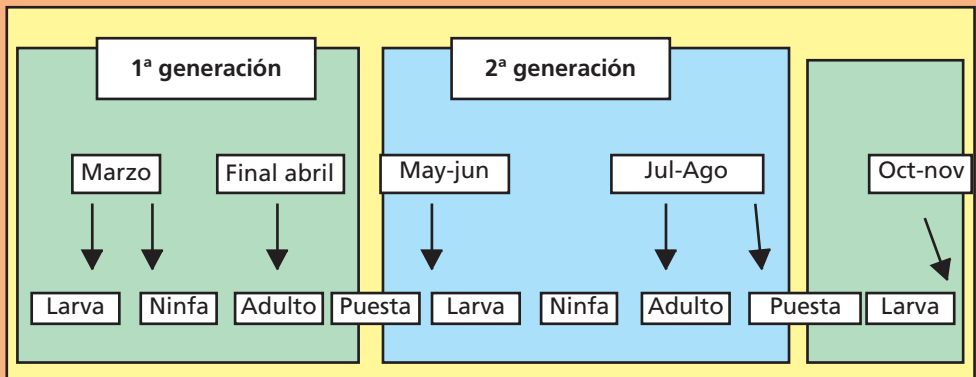 1ª generación
2ª generación
Marzo
Final abril
May-jun
Jul-Ago
Oct-nov
Larva
Ninfa
Adulto
Puesta
Larva
Ninfa
Adulto
Puesta
Larva